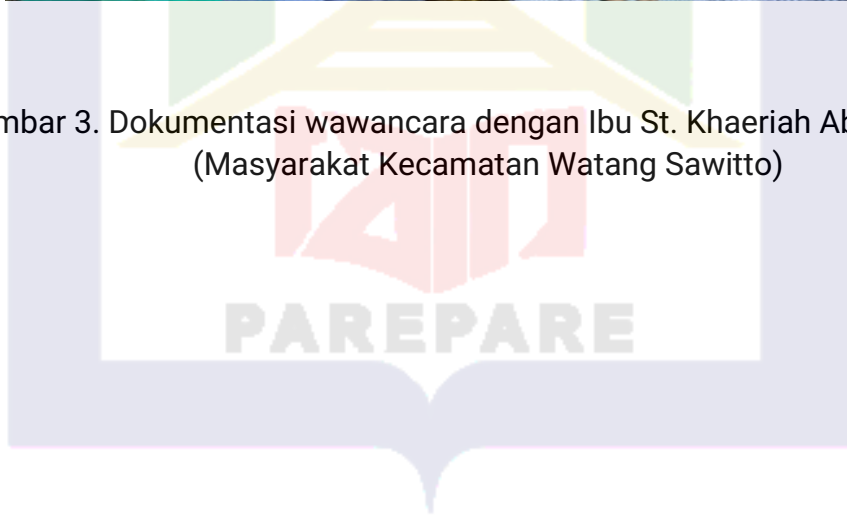 mbar 3. Dokumentasi wawancara dengan Ibu St. Khaeriah Ab
(Masyarakat Kecamatan Watang Sawitto)
PAREPARE